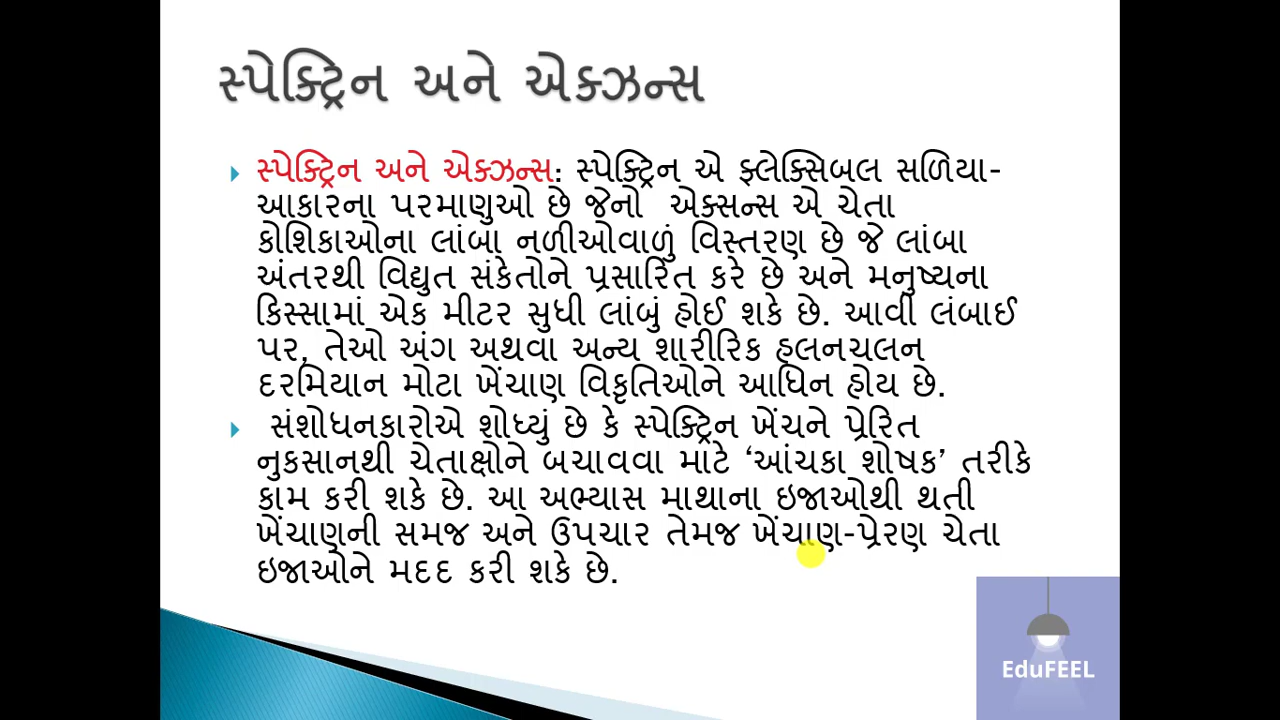 સ્પેક્ટ્રિન અને એક્ઝન્સ
સ્પેક્ટ્રિન અને એક્ઝન્સ: સ્પેક્ટ્રિન એ ફ્લેક્સિબલ સળિયા-
આકારના પરમાણુઓ છે જેનો એક્સન્સ એ ચેતા
કોશિકાઓના લાંબા નળીઓવાળું વિસ્તરણ છે જે લાંબા
અંતરથી વિદ્યુત સંકેતોને પ્રસારિત કરે છે અને મનુષ્યના
કિસ્સામાં એક મીટર સુધી લાંબું હોઈ શકે છે. આવી લંબાઈ
પર, તેઓ અંગ અથવા અન્ય શારીરિક હલનચલન
દરમિયાન મોટા ખેંચાણ વિકૃતિઓને આધિન હોય છે.
સંશોધનકારોએ શોધ્યું છે કે સ્પેક્ટ્રિન ખેંચને પ્રેરિત
નુકસાનથી ચેતાક્ષોને બચાવવા માટે ‘આંચકા શોષક’ તરીકે
કામ કરી શકે છે. આ અભ્યાસ માથાના ઇજાઓથી થતી
ખેંચાણની સમજ અને ઉપચાર તેમજ ખેંચાણ-પ્રેરણ ચેતા
ઇજાઓને મદદ કરી શકે છે.
EduFEEL